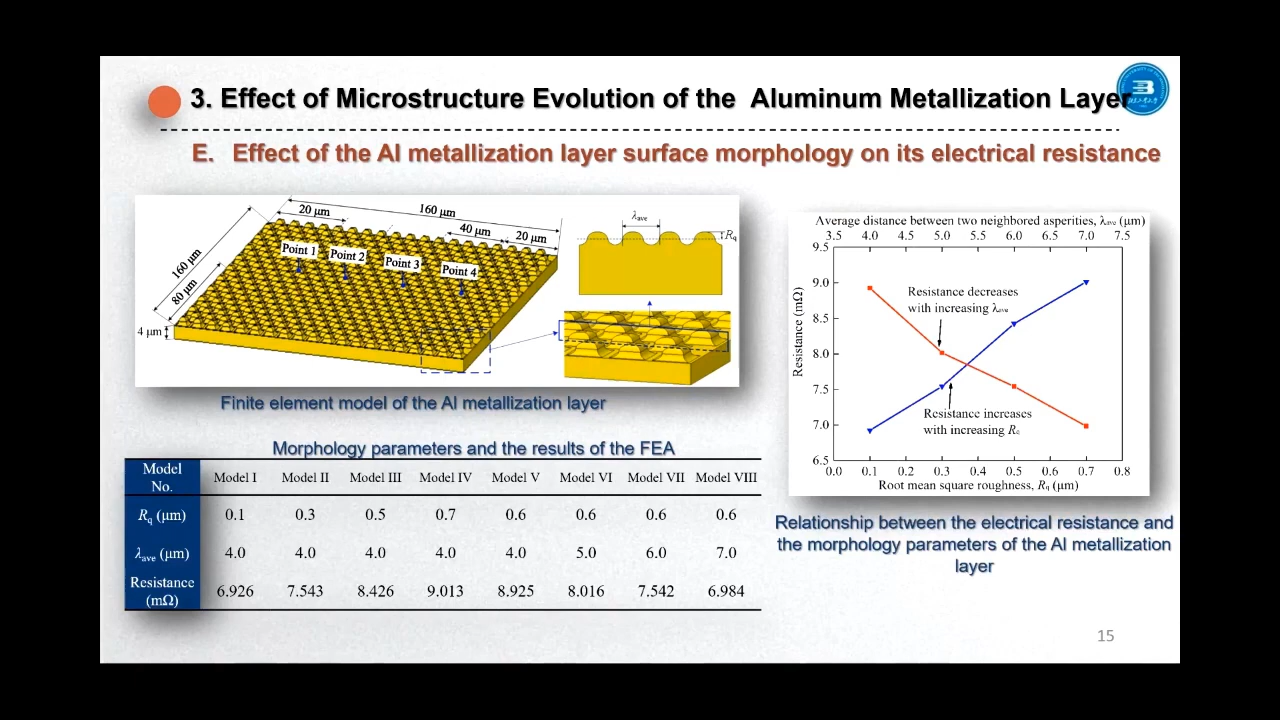 3. Effect of Microstructure Evolution of the Aluminum Metallization Layer
E. Effect of the Al metallization layer surface morphology on its electrical resistance
20 μm
160 μm
40 μm
20 μm
160 μm
80 μm
4 μm
Point 1
Point 2
Point 3
Point 4
λave
Rq
Finite element model of the Al metallization layer
Morphology parameters and the results of the FEA
Model No. Model I Model II Model III Model IV Model V Model VI Model VII Model VIII
Rq (μm) 0.1 0.3 0.5 0.7 0.6 0.6 0.6 0.6
λave (μm) 4.0 4.0 4.0 4.0 4.0 5.0 6.0 7.0
Resistance (mΩ) 6.926 7.543 8.426 9.013 8.925 8.016 7.542 6.984
Average distance between two neighbored asperities, λave (μm)
3.5 4.0 4.5 5.0 5.5 6.0 6.5 7.0 7.5
9.5
9.0
8.5
8.0
7.5
7.0
6.5
Resistance (mΩ)
Resistance decreases
with increasing λave
Resistance increases
with increasing Rq
0.0 0.1 0.2 0.3 0.4 0.5 0.6 0.7 0.8
Root mean square roughness, Rq (μm)
Relationship between the electrical resistance and
the morphology parameters of the Al metallization
layer
15